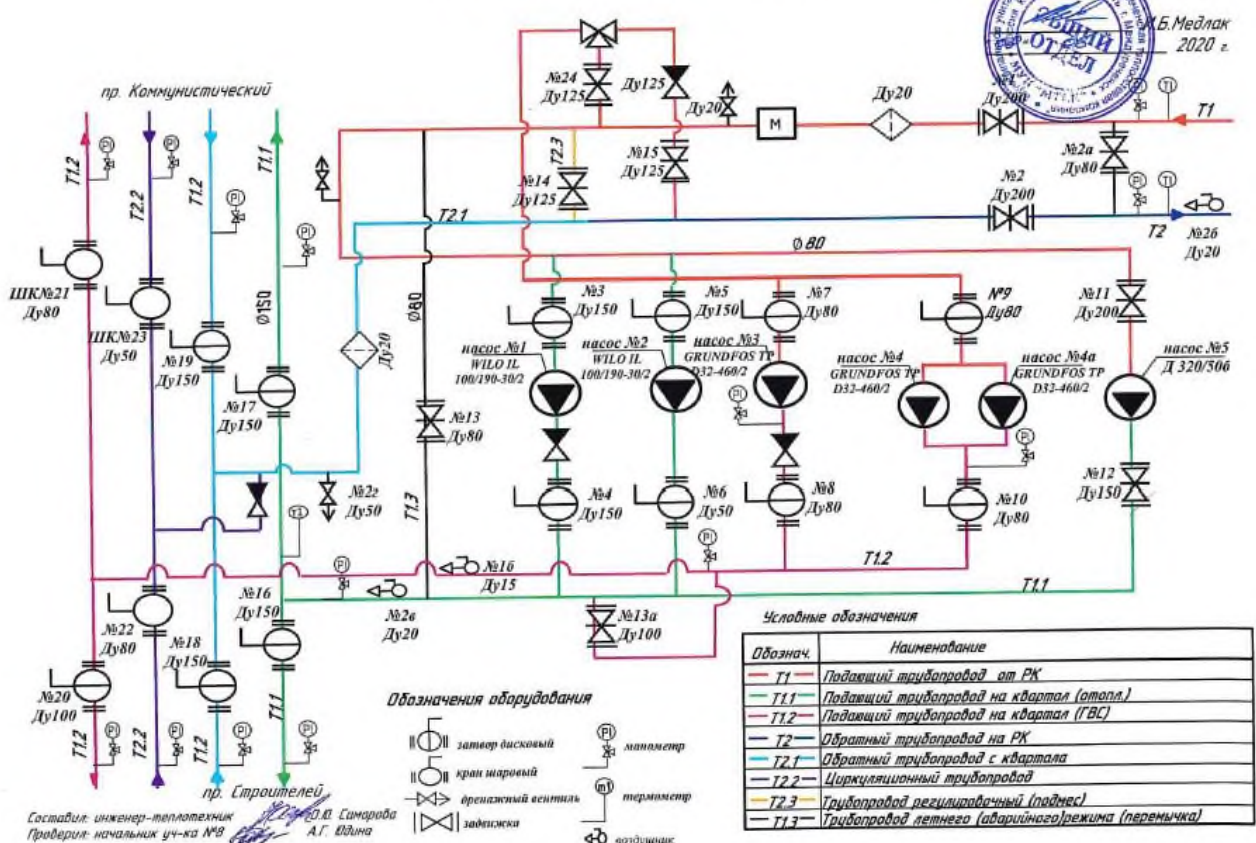 И.Б.Медлак
2020 г.
ОТДЕЛ
пр. Коммунистический
№24
Ду125
Ду125
Ду20
Ду20
Ду200
Т1
М
Т1.2
Т2.2
Т1.2
Т1.1
Т2.3
№14
Ду125
№15
Ду125
№2
Ду200
№2а
Ду80
Т2.1
Т2
№2б
Ду20
Ø 80
Ø80
Ø150
ШК№21
Ду80
ШК№23
Ду50
№19
Ду150
№17
Ду150
Ду20
№13
Ду80
№3
Ду150
№5
Ду150
№7
Ду80
№9
Ду80
№11
Ду200
насос №1
WILO IL
100/190-30/2
насос №2
WILO IL
100/190-30/2
насос №3
GRUNDFOS TP
D32-460/2
насос №4
GRUNDFOS TP
D32-460/2
насос №4а
GRUNDFOS TP
D32-460/2
насос №5
Д 320/50б
№2г
Ду50
Т1.3
№4
Ду150
№6
Ду50
№8
Ду80
№10
Ду80
№12
Ду150
№1б
Ду15
Т1.2
Т1.1
№16
Ду150
№2в
Ду20
№13а
Ду100
№22
Ду80
№18
Ду150
№20
Ду100
Т1.2
Т2.2
Т1.2
Т1.1
пр. Строителей
Условные обозначения
Обознач. Наименование
Т1 Подающий трубопровод от РК
Т1.1 Подающий трубопровод на квартал (отопл.)
Т1.2 Подающий трубопровод на квартал (ГВС)
Т2 Обратный трубопровод на РК
Т2.1 Обратный трубопровод с квартала
Т2.2 Циркуляционный трубопровод
Т2.3 Трубопровод регулировочный (подмес)
Т1.3 Трубопровод летнего (аварийного)режима (перемычка)
Обозначения оборудования
затвор дисковый
кран шаровый
дренажный вентиль
задвижка
PI манометр
термометр
воздушник
Составил: инженер-теплотехник О.Ю. Самарова
Проверил: начальник уч-ка №8 А.Г. Юдина